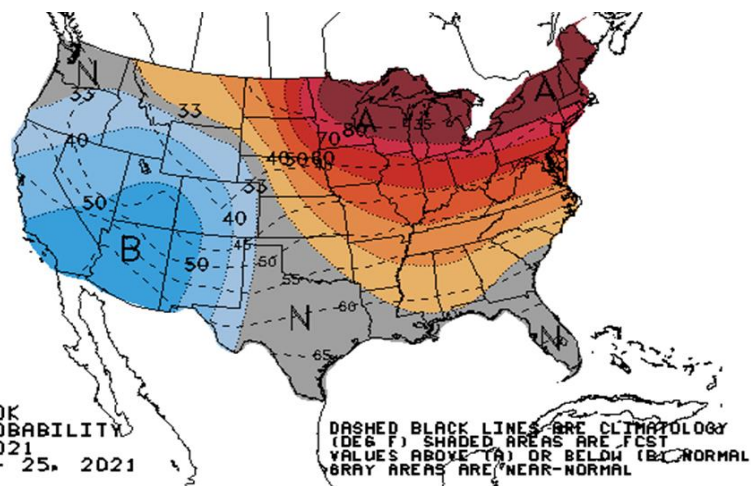 N
33
33
A
A
35
80
70
40
40 50 60
33
50
40
B
45
50
50
55
N
60
65
N
OK
OBABILITY
021
25, 2021
DASHED BLACK LINES ARE CLIMATOLOGY
(DEG F) SHADED AREAS ARE FCST
VALUES ABOVE (A) OR BELOW (B) NORMAL
GRAY AREAS ARE NEAR-NORMAL